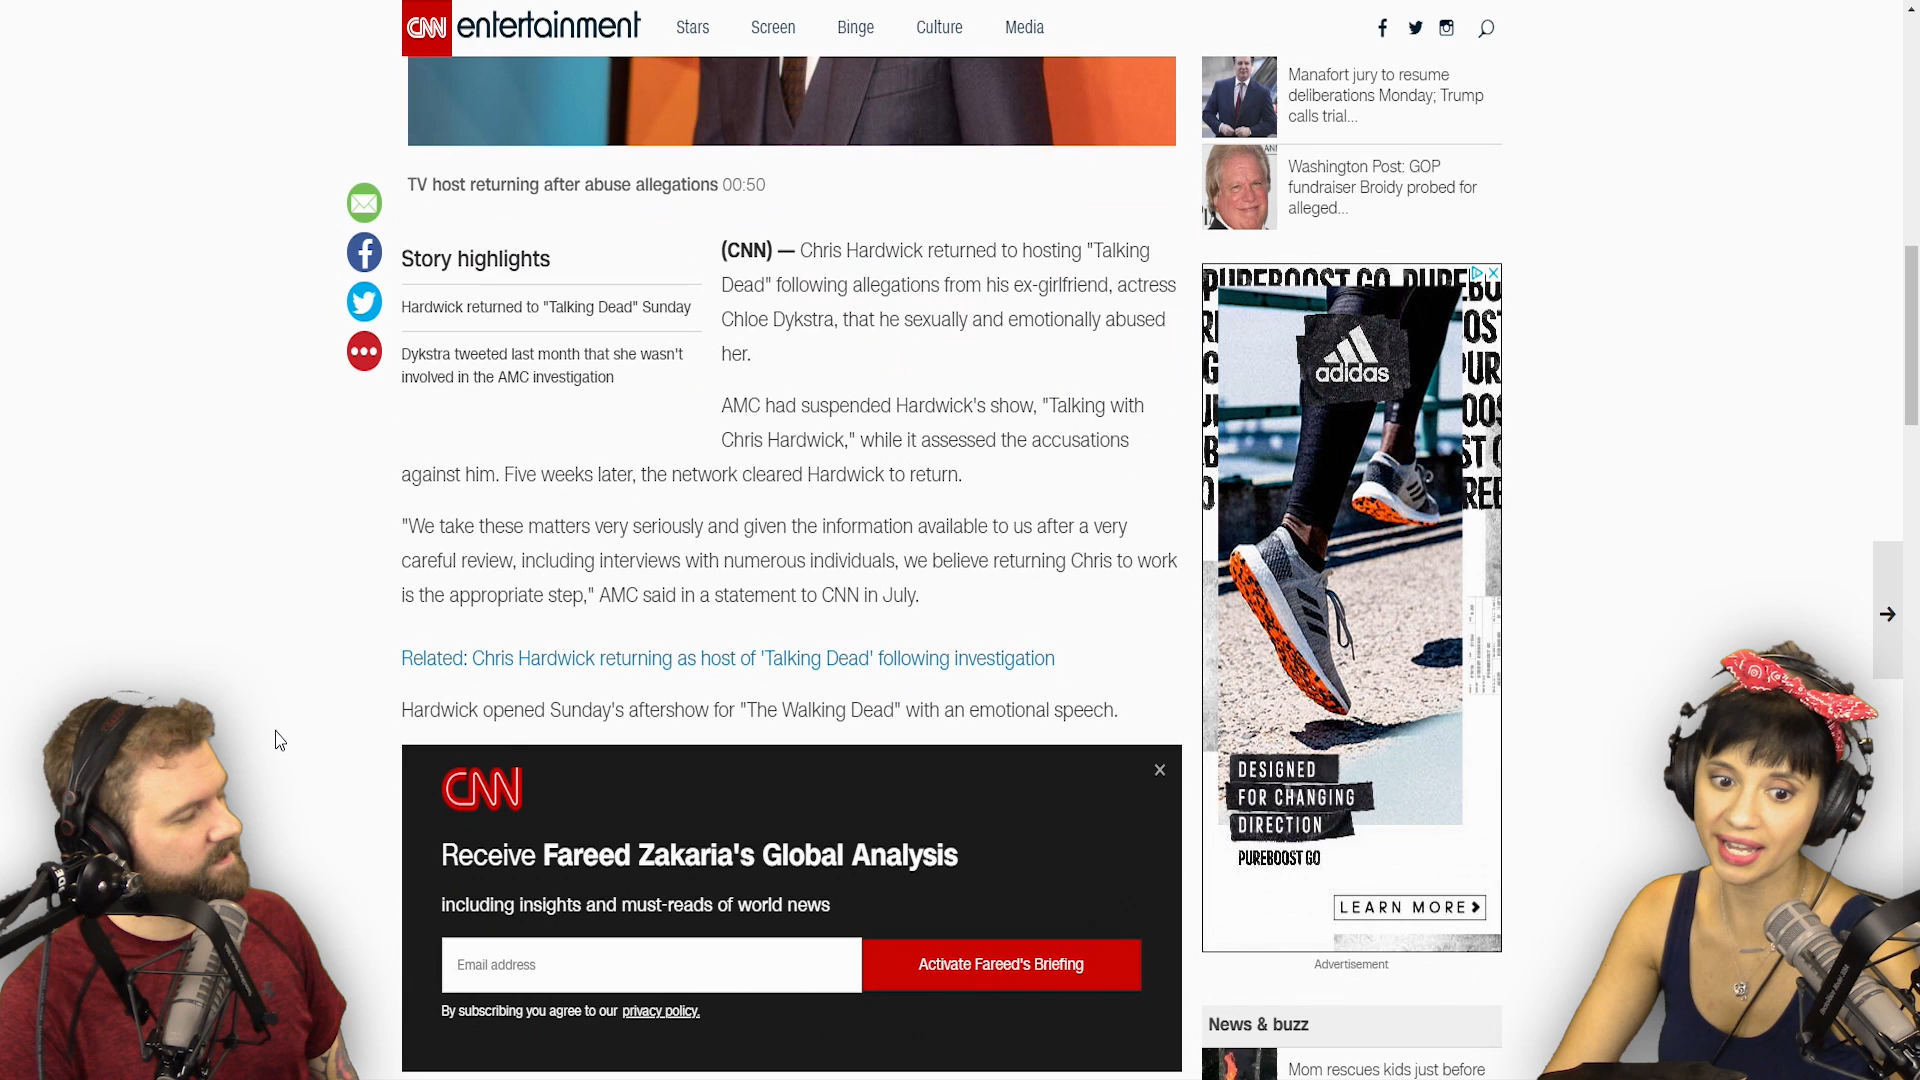 CNN entertainment Stars Screen Binge Culture Media
Manafort jury to resume
deliberations Monday; Trump
calls trial...
Washington Post: GOP
fundraiser Broidy probed for
alleged...
TV host returning after abuse allegations 00:50
Story highlights
Hardwick returned to "Talking Dead" Sunday
Dykstra tweeted last month that she wasn't
involved in the AMC investigation
(CNN) — Chris Hardwick returned to hosting "Talking
Dead" following allegations from his ex-girlfriend, actress
Chloe Dykstra, that he sexually and emotionally abused
her.
AMC had suspended Hardwick's show, "Talking with
Chris Hardwick," while it assessed the accusations
against him. Five weeks later, the network cleared Hardwick to return.
"We take these matters very seriously and given the information available to us after a very
careful review, including interviews with numerous individuals, we believe returning Chris to work
is the appropriate step," AMC said in a statement to CNN in July.
Related: Chris Hardwick returning as host of 'Talking Dead' following investigation
Hardwick opened Sunday's aftershow for "The Walking Dead" with an emotional speech.
CNN
Receive Fareed Zakaria's Global Analysis
including insights and must-reads of world news
Email address
Activate Fareed's Briefing
By subscribing you agree to our privacy policy.
PUREBOOST GO
adidas
DESIGNED
FOR CHANGING
DIRECTION
PUREBOOST GO
LEARN MORE
Advertisement
News & buzz
Mom rescues kids just before